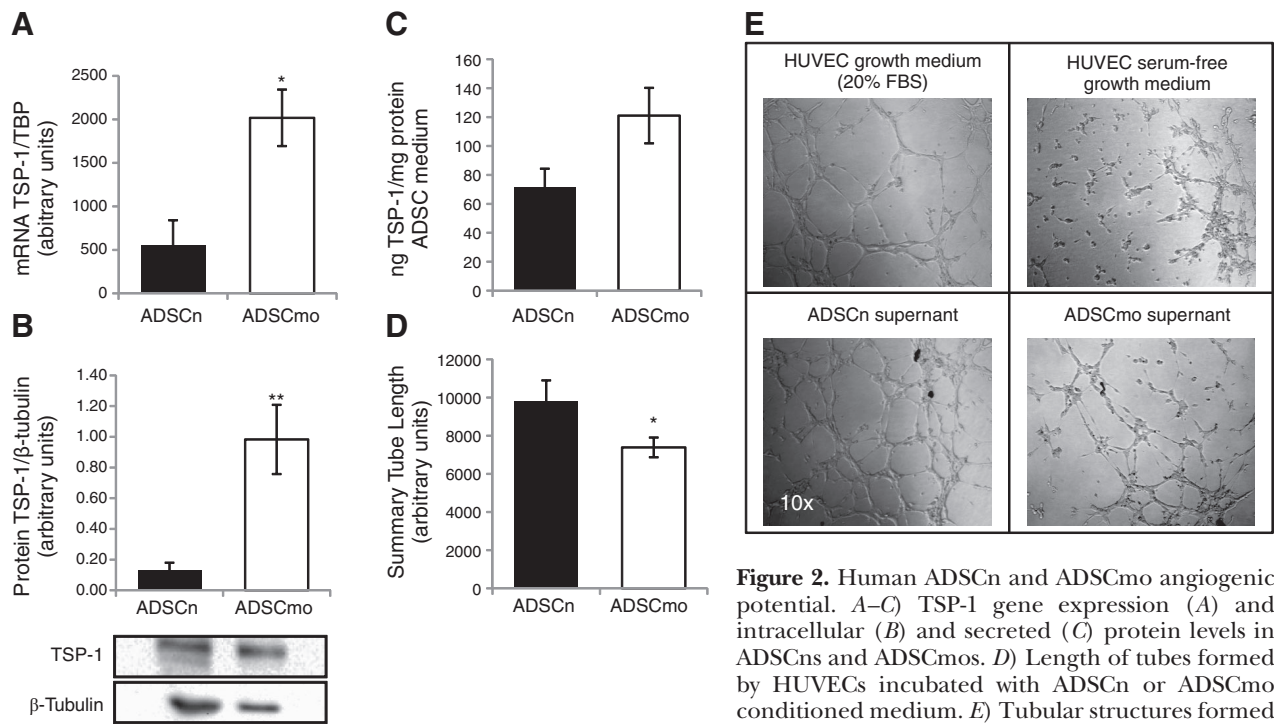 A
mRNA TSP-1/TBP
(abitrary units)
2500
2000
1500
1000
500
0
*
ADSCn
ADSCmo
B
Protein TSP-1/β-tubulin
(arbitrary units)
1.40
1.20
1.00
0.80
0.60
0.40
0.20
0.00
**
ADSCn
ADSCmo
TSP-1
β-Tubulin
C
ng TSP-1/mg protein
ADSC medium
160
140
120
100
80
60
40
20
0
ADSCn
ADSCmo
D
Summary Tube Length
(arbitrary units)
12000
10000
8000
6000
4000
2000
0
*
ADSCn
ADSCmo
E
HUVEC growth medium
(20% FBS)
HUVEC serum-free
growth medium
ADSCn supernant
10x
ADSCmo supernant
Figure 2. Human ADSCn and ADSCmo angiogenic
potential. A–C) TSP-1 gene expression (A) and
intracellular (B) and secreted (C) protein levels in
ADSCns and ADSCmos. D) Length of tubes formed
by HUVECs incubated with ADSCn or ADSCmo
conditioned medium. E) Tubular structures formed